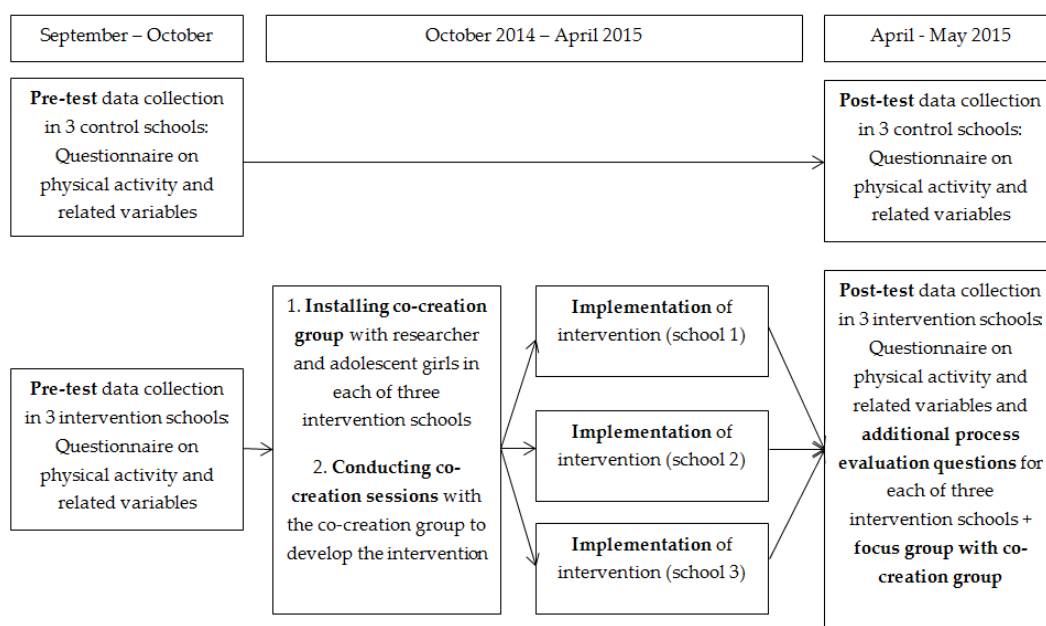 September – October
October 2014 – April 2015
April - May 2015
Pre-test data collection
in 3 control schools:
Questionnaire on
physical activity and
related variables
Post-test data collection
in 3 control schools:
Questionnaire on
physical activity and
related variables
Pre-test data collection
in 3 intervention schools:
Questionnaire on
physical activity and
related variables
1. Installing co-creation
group with researcher
and adolescent girls in
each of three
intervention schools
2. Conducting co-
creation sessions with
the co-creation group to
develop the intervention
Implementation of
intervention (school 1)
Implementation of
intervention (school 2)
Implementation of
intervention (school 3)
Post-test data collection
in 3 intervention schools:
Questionnaire on
physical activity and
related variables and
additional process
evaluation questions for
each of three
intervention schools +
focus group with co-
creation group